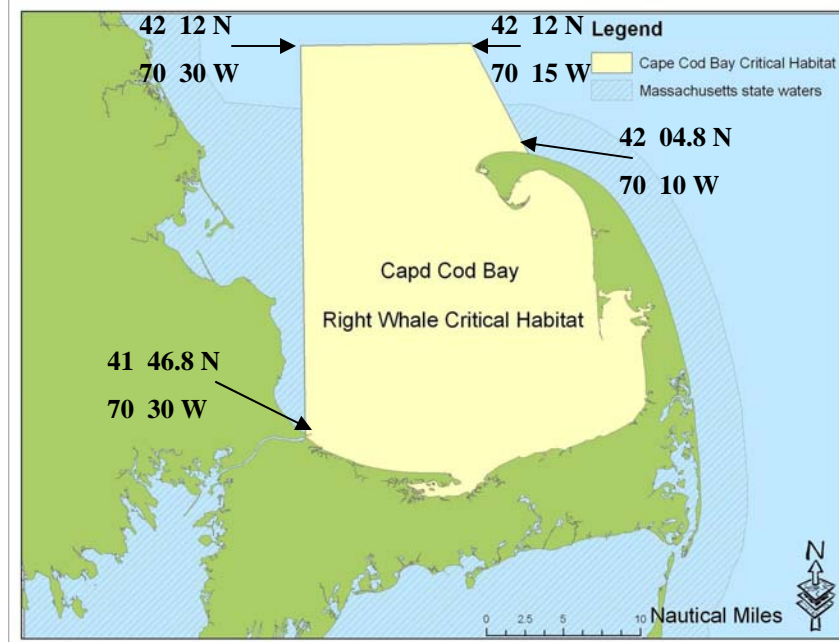 42 12 N
70 30 W
42 12 N
70 15 W
Legend
Cape Cod Bay Critical Habitat
Massachusetts state waters
42 04.8 N
70 10 W
Capd Cod Bay
Right Whale Critical Habitat
41 46.8 N
70 30 W
N
0 2.5 5 10 Nautical Miles